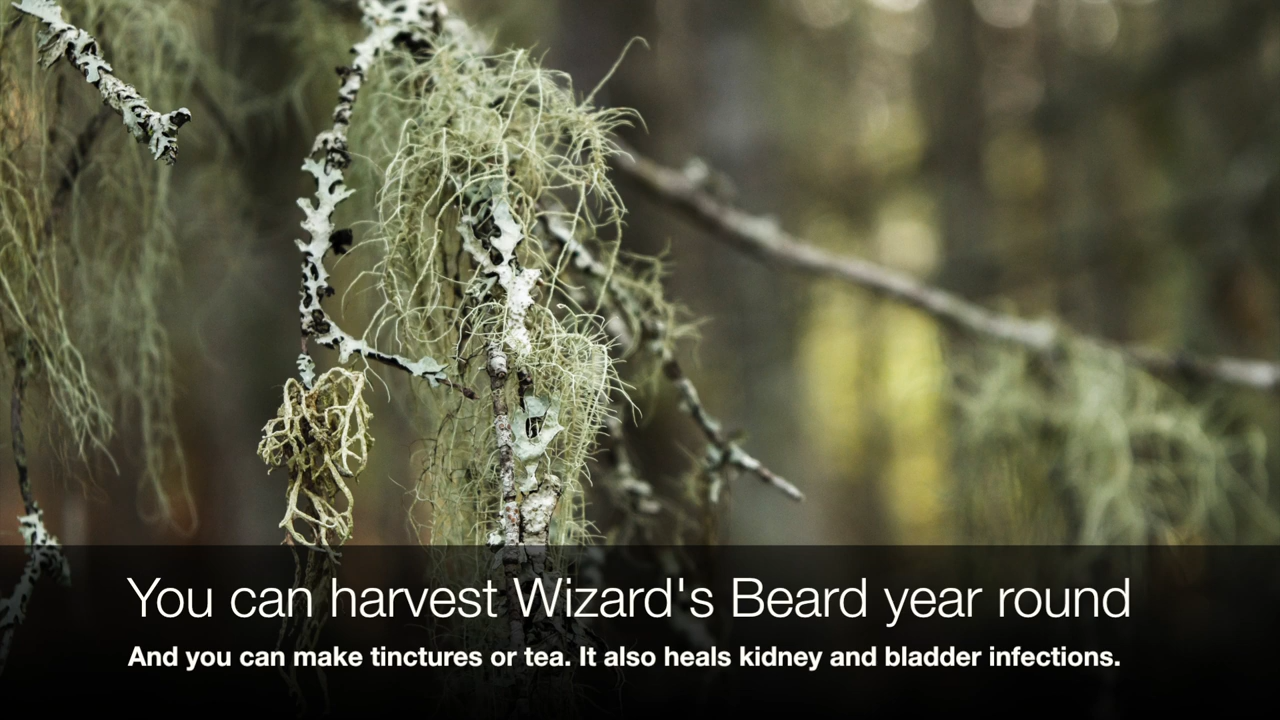 You can harvest Wizard's Beard year round
And you can make tinctures or tea. It also heals kidney and bladder infections.